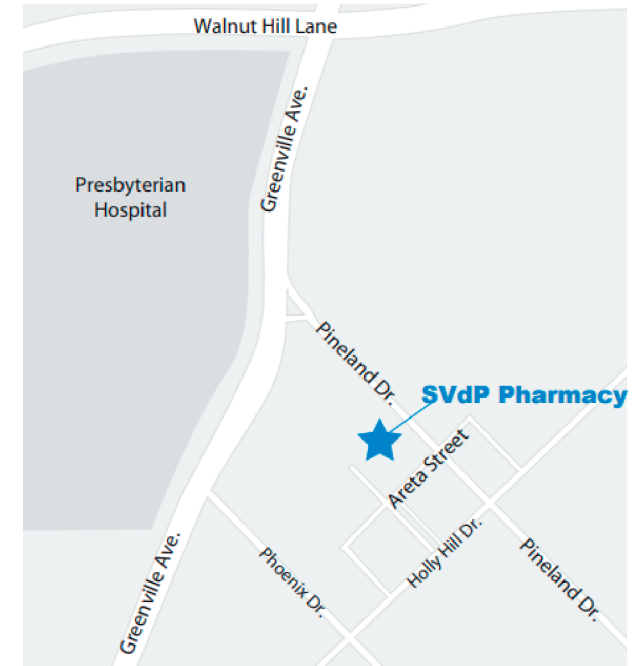 Walnut Hill Lane
Greenville Ave.
Presbyterian
Hospital
Pineland Dr.
SVdP Pharmacy
Areta Street
Holly Hill Dr.
Pineland Dr.
Phoenix Dr.
Greenville Ave.